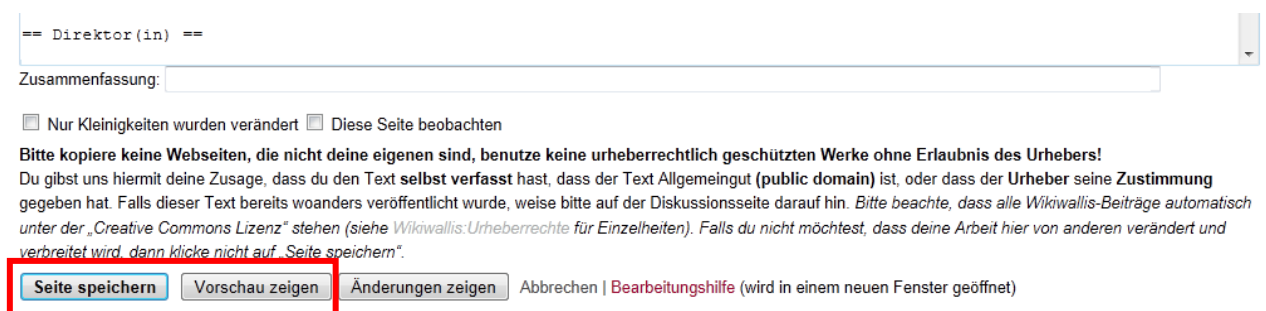 == Direktor(in) ==
Zusammenfassung:
Nur Kleinigkeiten wurden verändert Diese Seite beobachten
Bitte kopiere keine Webseiten, die nicht deine eigenen sind, benutze keine urheberrechtlich geschützten Werke ohne Erlaubnis des Urhebers!
Du gibst uns hiermit deine Zusage, dass du den Text selbst verfasst hast, dass der Text Allgemeingut (public domain) ist, oder dass der Urheber seine Zustimmung
gegeben hat. Falls dieser Text bereits woanders veröffentlicht wurde, weise bitte auf der Diskussionsseite darauf hin. Bitte beachte, dass alle Wikiwallis-Beiträge automatisch
unter der „Creative Commons Lizenz“ stehen (siehe Wikiwallis:Urheberrechte für Einzelheiten). Falls du nicht möchtest, dass deine Arbeit hier von anderen verändert und
verbreitet wird, dann klicke nicht auf „Seite speichern“.
Seite speichern Vorschau zeigen Änderungen zeigen Abbrechen | Bearbeitungshilfe (wird in einem neuen Fenster geöffnet)